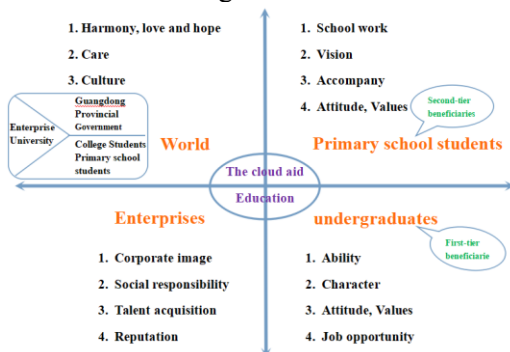 1. Harmony, love and hope
2. Care
3. Culture
Enterprise
University
Guangdong
Provincial
Government
College Students
Primary school
students
World
1. School work
2. Vision
3. Accompany
4. Attitude, Values
Second-tier
beneficiaries
Primary school students
The cloud aid
Education
Enterprises
1. Corporate image
2. Social responsibility
3. Talent acquisition
4. Reputation
undergraduates
First-tier
beneficiarie
1. Ability
2. Character
3. Attitude, Values
4. Job opportunity